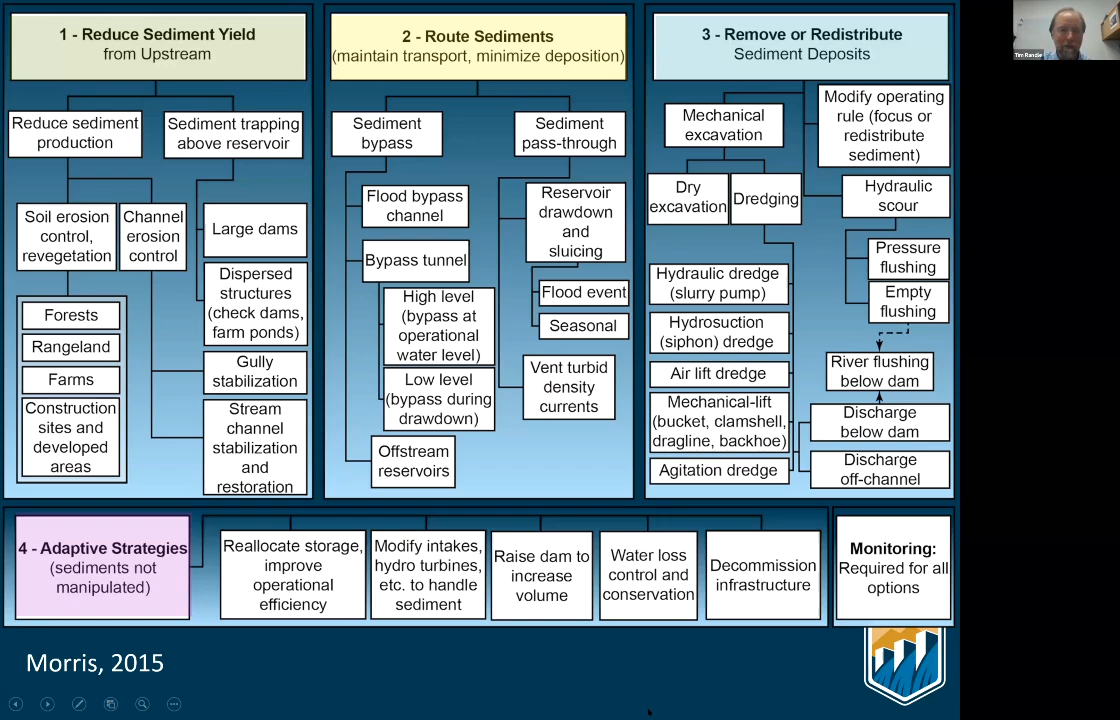 1 - Reduce Sediment Yield
from Upstream
Reduce sediment
production
Sediment trapping
above reservoir
Soil erosion
control,
revegetation
Channel
erosion
control
Large dams
Dispersed
structures
(check dams,
farm ponds)
Forests
Rangeland
Farms
Construction
sites and
developed
areas
Gully
stabilization
Stream
channel
stabilization
and
restoration
2 - Route Sediments
(maintain transport, minimize deposition)
Sediment
bypass
Sediment
pass-through
Flood bypass
channel
Bypass tunnel
High level
(bypass at
operational
water level)
Low level
(bypass during
drawdown)
Offstream
reservoirs
Reservoir
drawdown
and
sluicing
Flood event
Seasonal
Vent turbid
density
currents
3 - Remove or Redistribute
Sediment Deposits
Mechanical
excavation
Modify operating
rule (focus or
redistribute
sediment)
Dry
excavation
Dredging
Hydraulic
scour
Pressure
flushing
Empty
flushing
Hydraulic dredge
(slurry pump)
Hydrosuction
(siphon) dredge
Air lift dredge
Mechanical-lift
(bucket, clamshell,
dragline, backhoe)
Agitation dredge
River flushing
below dam
Discharge
below dam
Discharge
off-channel
4 - Adaptive Strategies
(sediments not
manipulated)
Reallocate storage,
improve
operational
efficiency
Modify intakes,
hydro turbines,
etc. to handle
sediment
Raise dam to
increase
volume
Water loss
control and
conservation
Decommission
infrastructure
Monitoring:
Required for all
options
Morris, 2015
Tim Randle